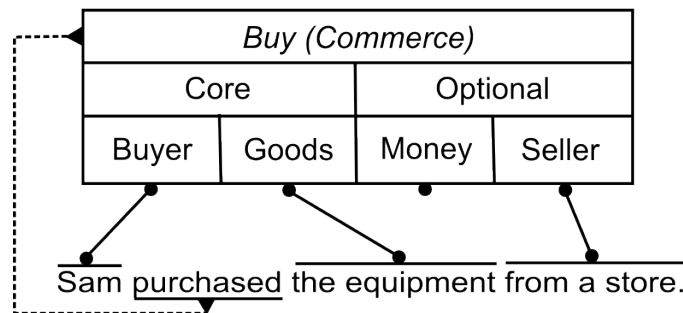 Buy (Commerce)
Core Optional
Buyer Goods Money Seller
Sam purchased the equipment from a store.